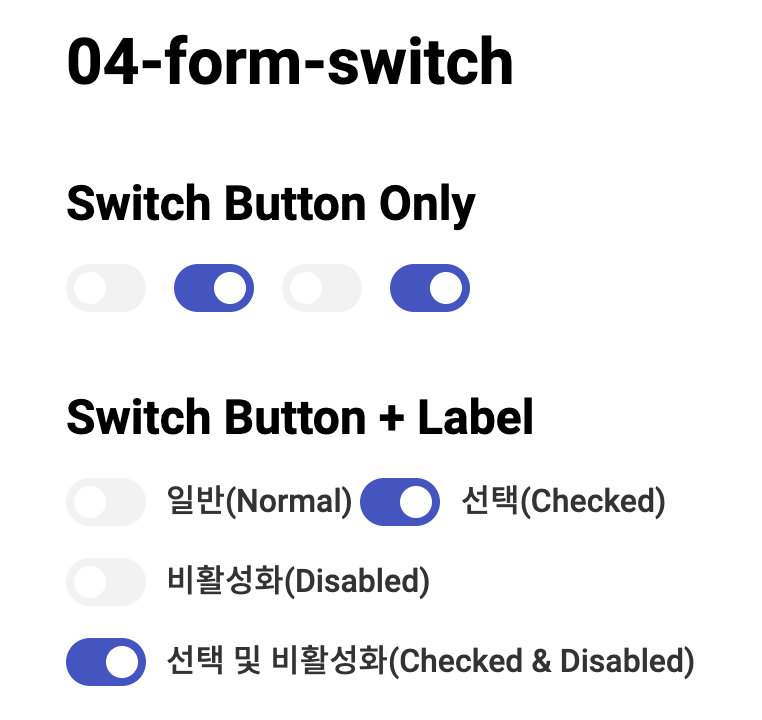 04-form-switch
Switch Button Only
Switch Button + Label
일반(Normal) 선택(Checked)
비활성화(Disabled)
선택 및 비활성화(Checked & Disabled)